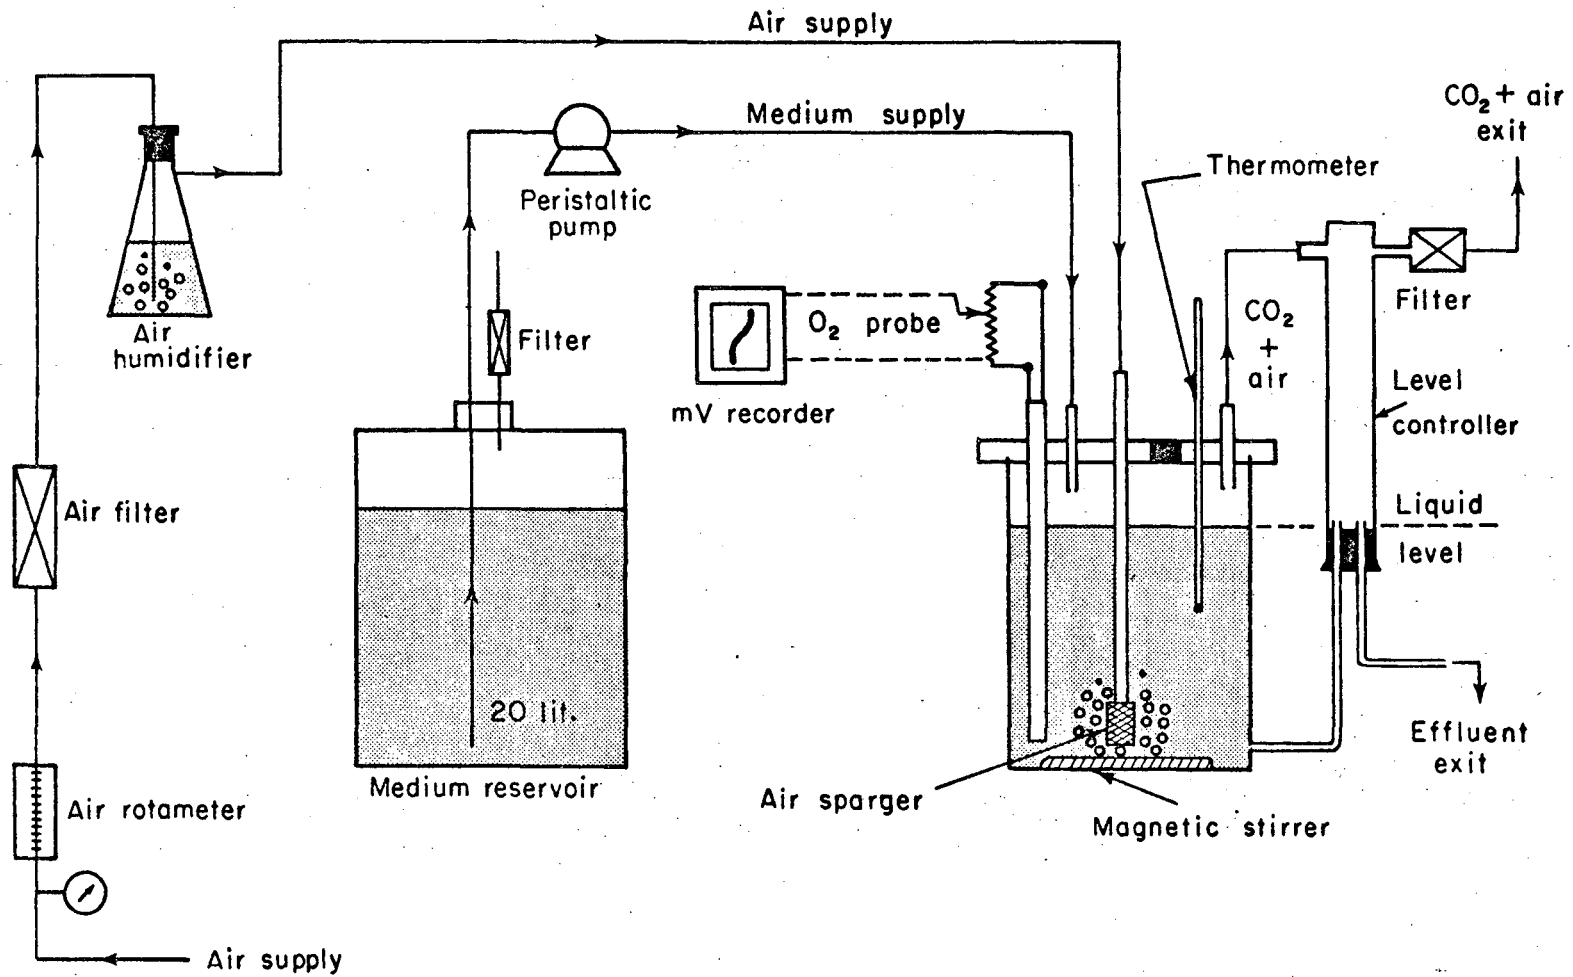 Air supply
CO₂ + air
exit
Medium supply
Thermometer
Peristaltic
pump
Filter
CO₂
+
air
O₂ probe
Air
humidifier
Filter
mV recorder
Level
controller
Liquid
level
Air filter
20 lit.
Effluent
exit
Medium reservoir
Air sparger
Air rotameter
Magnetic stirrer
Air supply